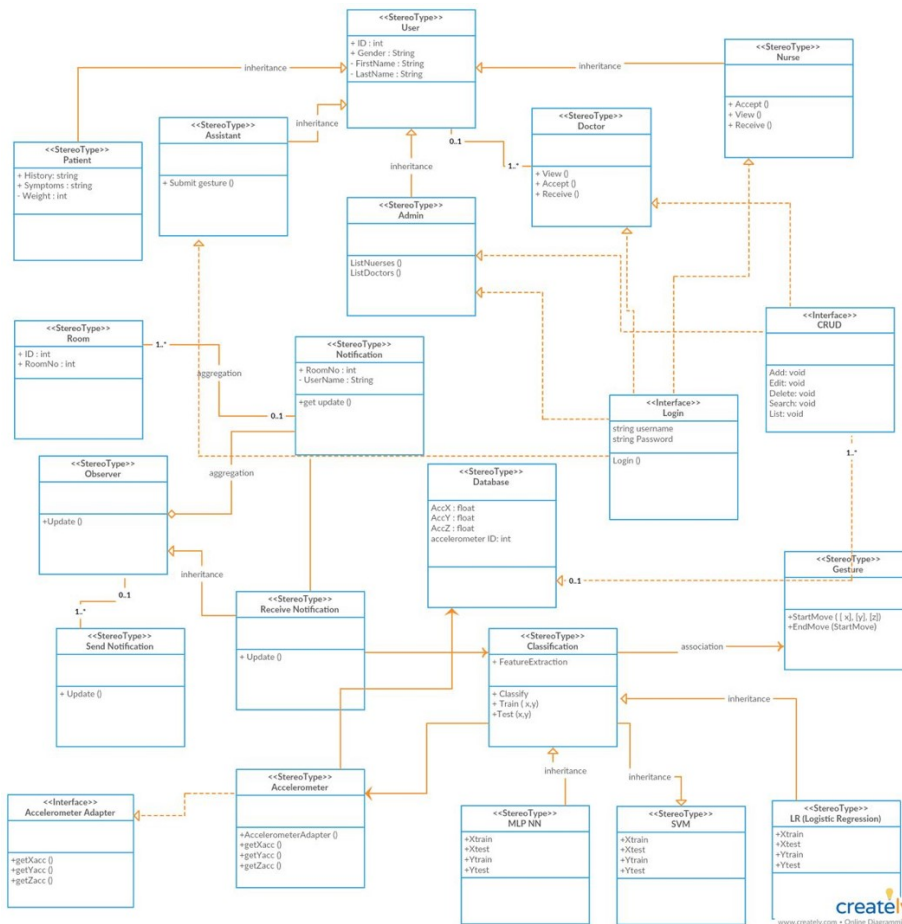 <<StereoType>>
User
+ ID : int
+ Gender : String
- FirstName : String
- LastName : String
inheritance
inheritance
<<StereoType>>
Nurse
+ Accept ()
+ View ()
+ Receive ()
<<StereoType>>
Assistant
+ Submit gesture ()
inheritance
<<StereoType>>
Doctor
+ View ()
+ Accept ()
+ Receive ()
0..1
1..*
<<StereoType>>
Patient
+ History: string
+ Symptoms : string
- Weight : int
inheritance
<<StereoType>>
Admin
ListNuerses ()
ListDoctors ()
<<StereoType>>
Room
+ ID : int
+ RoomNo : int
1..*
aggregation
0..1
<<StereoType>>
Notification
+ RoomNo : int
- UserName : String
+get update ()
<<Interface>>
CRUD
Add: void
Edit: void
Delete: void
Search: void
List: void
1..*
<<Interface>>
Login
string username
string Password
Login ()
<<StereoType>>
Observer
+Update ()
aggregation
<<StereoType>>
Database
AccX : float
AccY : float
AccZ : float
accelerometer ID: int
0..1
<<StereoType>>
Gesture
+StartMove ( [ x], [y], [z])
+EndMove (StartMove)
inheritance
0..1
1..*
<<StereoType>>
Receive Notification
+ Update ()
<<StereoType>>
Send Notification
+ Update ()
<<StereoType>>
Classification
+ FeatureExtraction
+ Classify
+ Train ( x,y)
+Test (x,y)
association
inheritance
inheritance
inheritance
<<Interface>>
Accelerometer Adapter
+getXacc ()
+getYacc ()
+getZacc ()
<<StereoType>>
Accelerometer
+AccelerometerAdapter ()
+getXacc ()
+getYacc ()
+getZacc ()
<<StereoType>>
MLP NN
+Xtrain
+Xtest
+Ytrain
+Ytest
<<StereoType>>
SVM
+Xtrain
+Xtest
+Ytrain
+Ytest
<<StereoType>>
LR (Logistic Regression)
+Xtrain
+Xtest
+Ytrain
+Ytest
creately
www.creately.com • Online Diagramming